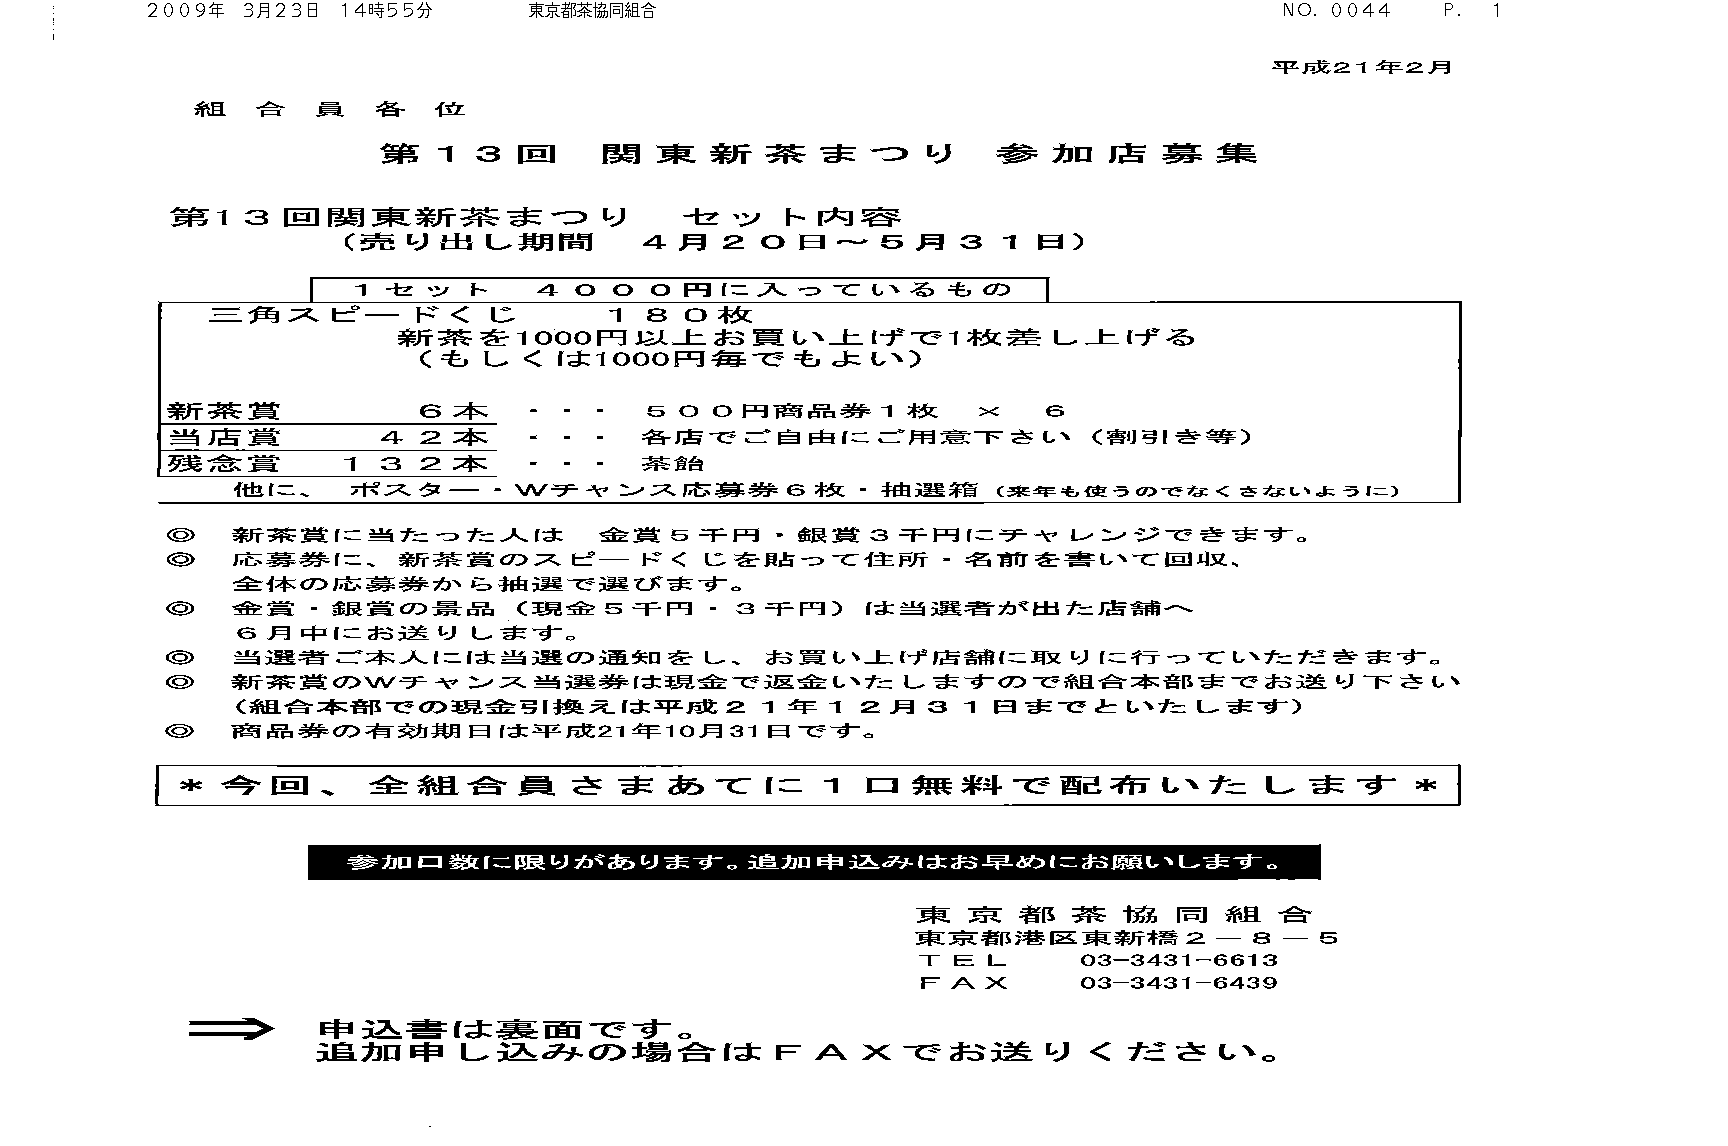 2009年 3月23日 14時55分 東京都茶協同組合 NO.0044 P. 1
平成21年2月
組合員各位
第13回 関東新茶まつり 参加店募集
第13回関東新茶まつり セット内容
（売り出し期間 4月20日～5月31日）
1セット 4000円に入っているもの
三角スピードくじ 180枚
新茶を1000円以上お買い上げで1枚差し上げる
（もしくは1000円毎でもよい）
新茶賞 6本 ・・・ 500円商品券1枚 × 6
当店賞 42本 ・・・ 各店でご自由にご用意下さい（割引き等）
残念賞 132本 ・・・ 茶飴
他に、 ポスター・Wチャンス応募券6枚・抽選箱（来年も使うのでなくさないように）
◎ 新茶賞に当たった人は 金賞5千円・銀賞3千円にチャレンジできます。
◎ 応募券に、新茶賞のスピードくじを貼って住所・名前を書いて回収、
全体の応募券から抽選で選びます。
◎ 金賞・銀賞の景品（現金5千円・3千円）は当選者が出た店舗へ
6月中にお送りします。
◎ 当選者ご本人には当選の通知をし、お買い上げ店舗に取りに行っていただきます。
◎ 新茶賞のWチャンス当選券は現金で返金いたしますので組合本部までお送り下さい
（組合本部での現金引換えは平成21年12月31日までといたします）
◎ 商品券の有効期日は平成21年10月31日です。
＊今回、全組合員さまあてに1口無料で配布いたします＊
参加口数に限りがあります。追加申込みはお早めにお願いします。
東京都茶協同組合
東京都港区東新橋2－8－5
TEL 03-3431-6613
FAX 03-3431-6439
⇒ 申込書は裏面です。
追加申し込みの場合はFAXでお送りください。